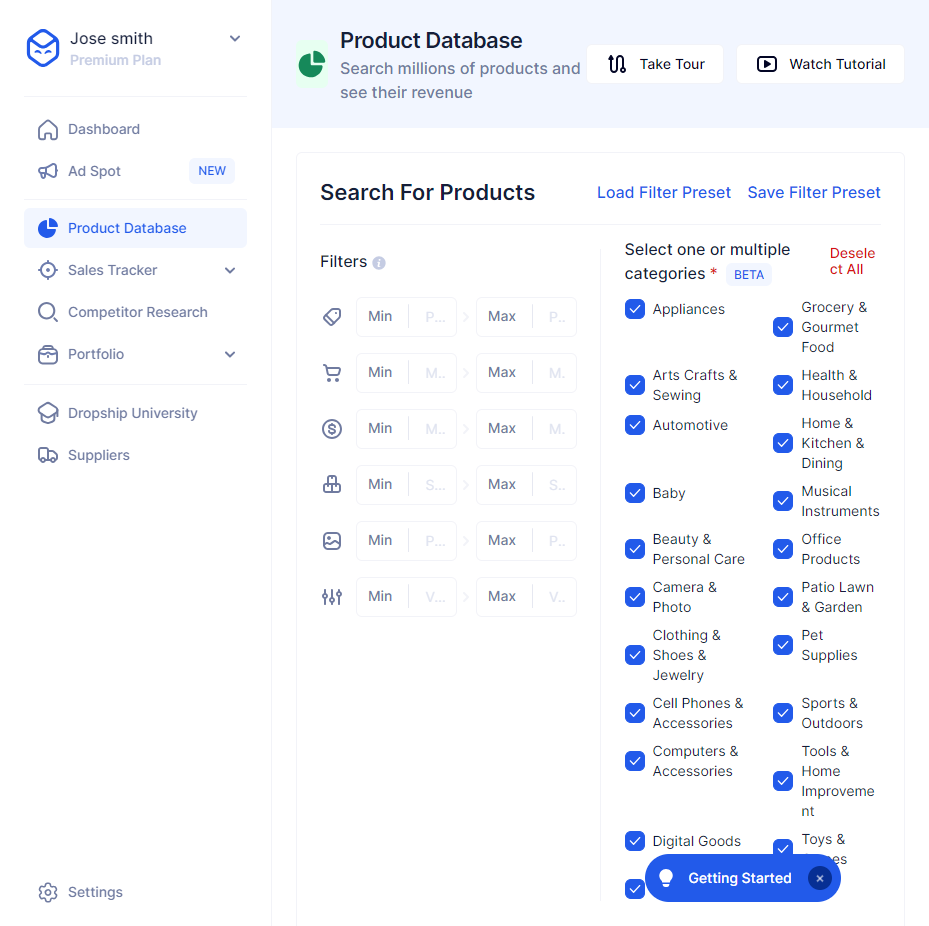 Jose smith
Premium Plan
Dashboard
Ad Spot
NEW
Product Database
Sales Tracker
Competitor Research
Portfolio
Dropship University
Suppliers
Settings
Product Database
Search millions of products and
see their revenue
Take Tour
Watch Tutorial
Search For Products
Load Filter Preset
Save Filter Preset
Filters
Min P... Max P..
Min M... Max M.
Min M... Max M.
Min S... Max S..
Min P... Max P..
Min V... Max V..
Select one or multiple
categories * BETA
Desele
ct All
Appliances
Grocery &
Gourmet
Food
Arts Crafts &
Sewing
Health &
Household
Automotive
Home &
Kitchen &
Dining
Baby
Musical
Instruments
Beauty &
Personal Care
Office
Products
Camera &
Photo
Patio Lawn
& Garden
Clothing &
Shoes &
Jewelry
Pet
Supplies
Cell Phones &
Accessories
Sports &
Outdoors
Computers &
Accessories
Tools &
Home
Improveme
nt
Digital Goods
Toys &
Getting Started